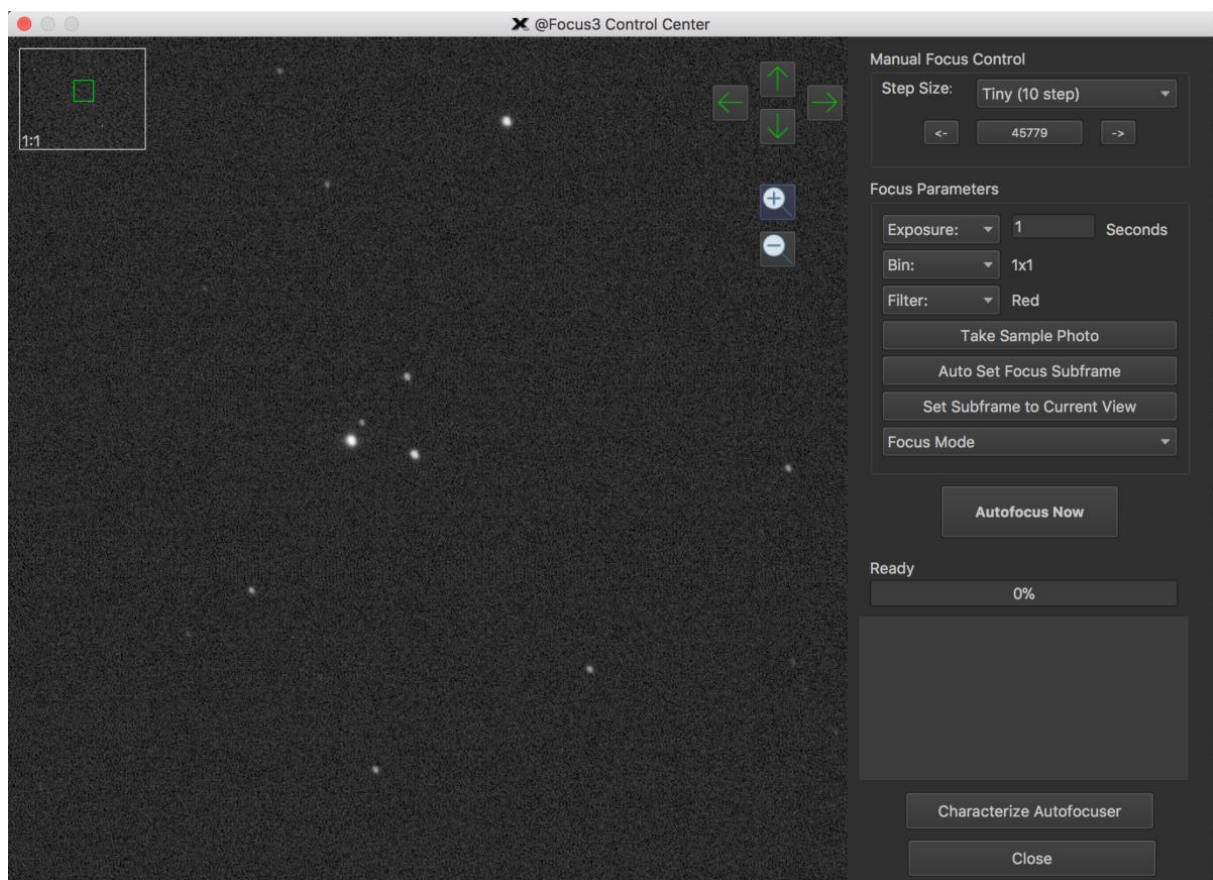 @Focus3 Control Center
1:1
Manual Focus Control
Step Size: Tiny (10 step)
<- 45779 ->
Focus Parameters
Exposure: 1 Seconds
Bin: 1x1
Filter: Red
Take Sample Photo
Auto Set Focus Subframe
Set Subframe to Current View
Focus Mode
Autofocus Now
Ready
0%
Characterize Autofocuser
Close